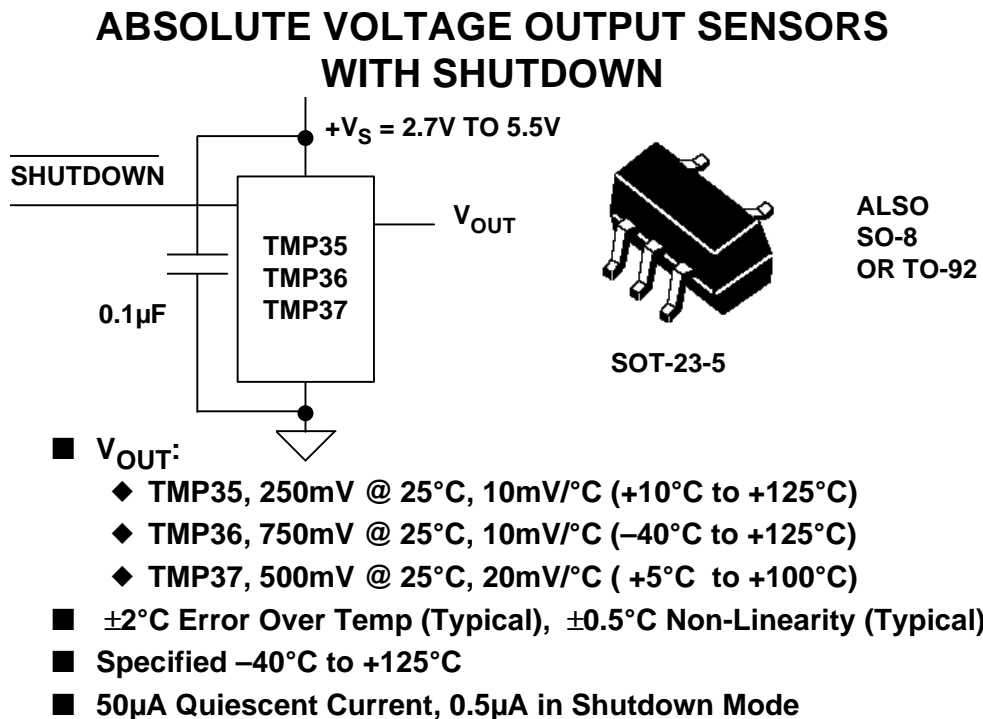 ABSOLUTE VOLTAGE OUTPUT SENSORS
WITH SHUTDOWN
+VS = 2.7V TO 5.5V
SHUTDOWN
VOUT
TMP35
TMP36
TMP37
0.1µF
ALSO
SO-8
OR TO-92
SOT-23-5
■ VOUT:
◆ TMP35, 250mV @ 25°C, 10mV/°C (+10°C to +125°C)
◆ TMP36, 750mV @ 25°C, 10mV/°C (–40°C to +125°C)
◆ TMP37, 500mV @ 25°C, 20mV/°C ( +5°C to +100°C)
■ ±2°C Error Over Temp (Typical), ±0.5°C Non-Linearity (Typical)
■ Specified –40°C to +125°C
■ 50µA Quiescent Current, 0.5µA in Shutdown Mode